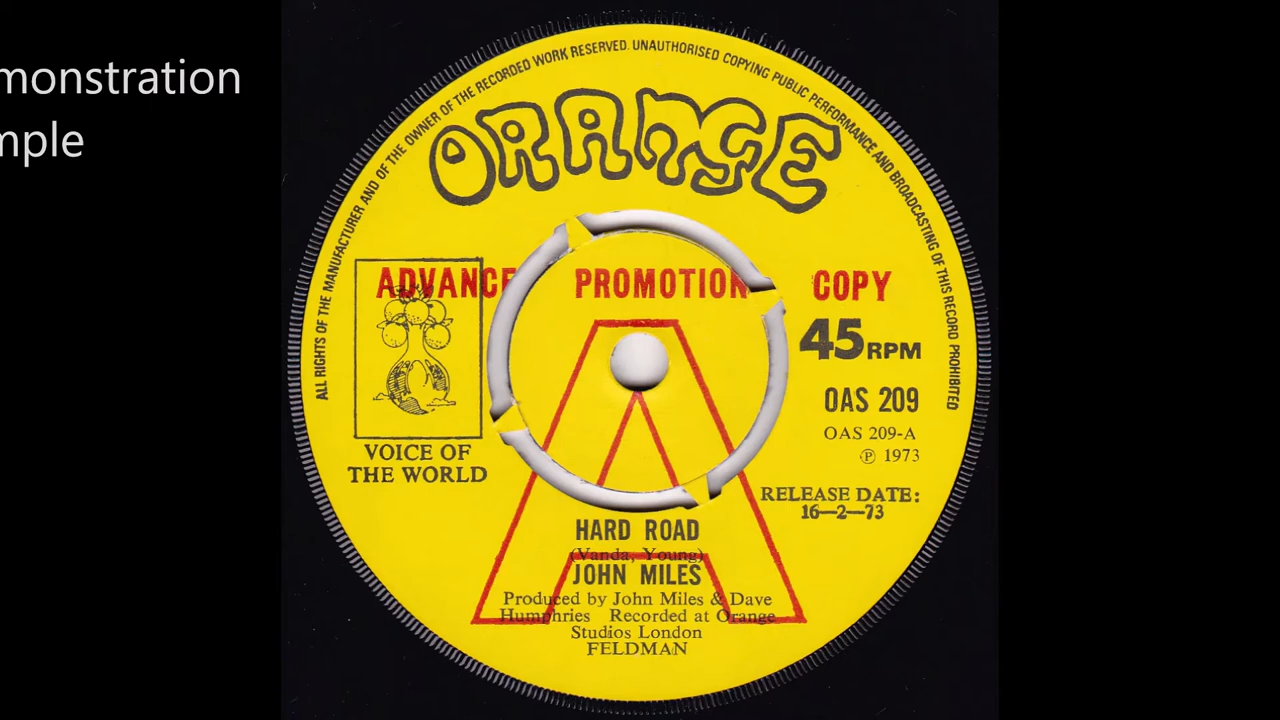 monstration
mple
ALL RIGHTS OF THE MANUFACTURER AND OF THE OWNER OF THE RECORDED WORK RESERVED. UNAUTHORISED COPYING PUBLIC PERFORMANCE AND BROADCASTING OF THIS RECORD PROHIBITED
ORANGE
ADVANCE PROMOTION COPY
45 RPM
OAS 209
OAS 209-A
℗ 1973
VOICE OF
THE WORLD
RELEASE DATE:
16-2-73
A
HARD ROAD
(Vanda, Young)
JOHN MILES
Produced by John Miles & Dave
Humphries Recorded at Orange
Studios London
FELDMAN